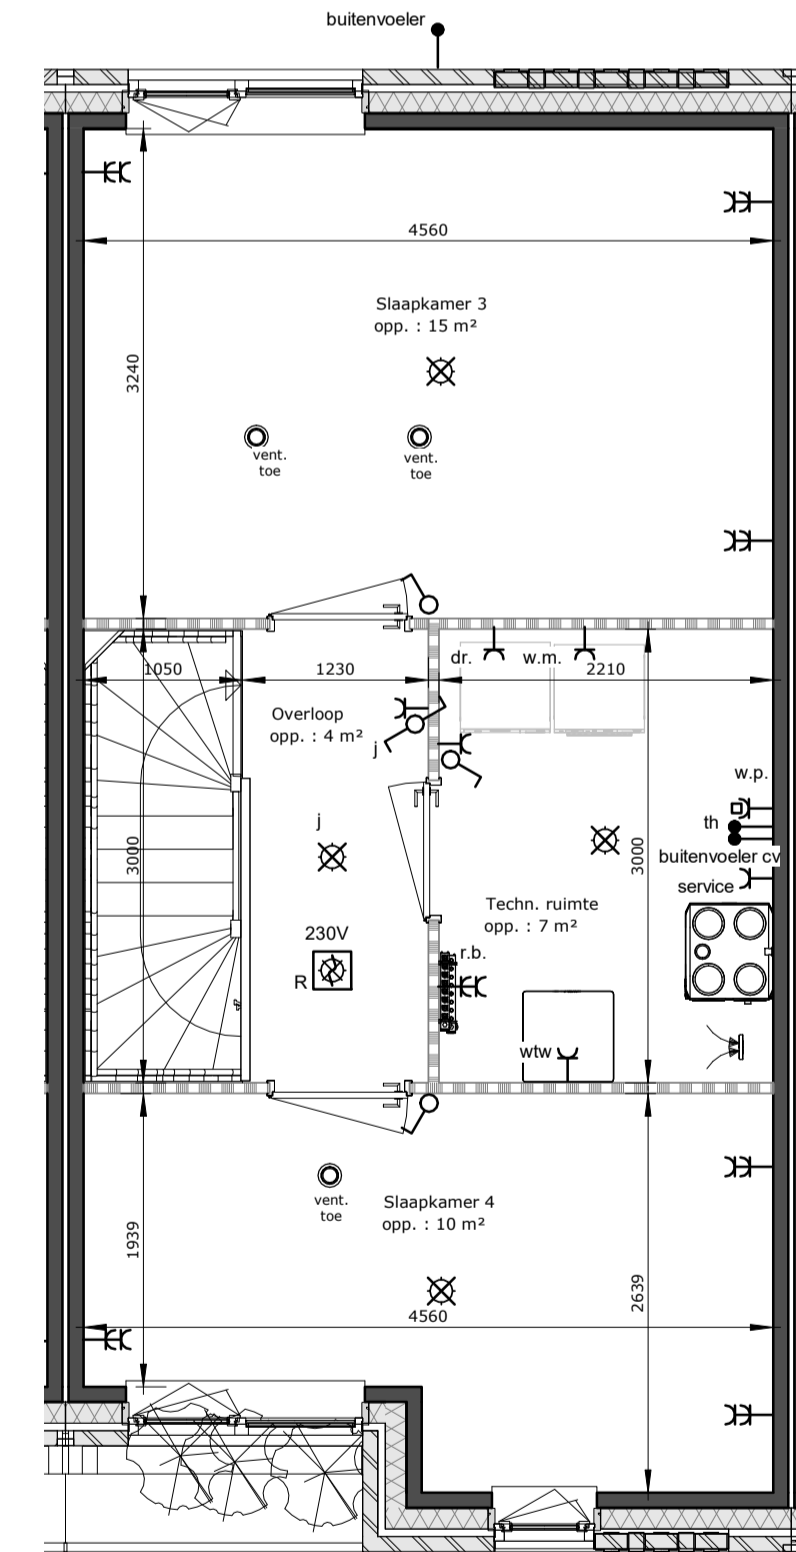 buitenvoeler
4560
Slaapkamer 3
opp. : 15 m²
3240
vent.
toe
vent.
toe
dr.
w.m.
1050
1230
2210
Overloop
opp. : 4 m²
j
w.p.
j
th
3000
3000
buitenvoeler cv
service
Techn. ruimte
opp. : 7 m²
230V
r.b.
R
wtw
vent.
toe
Slaapkamer 4
opp. : 10 m²
1939
2639
4560